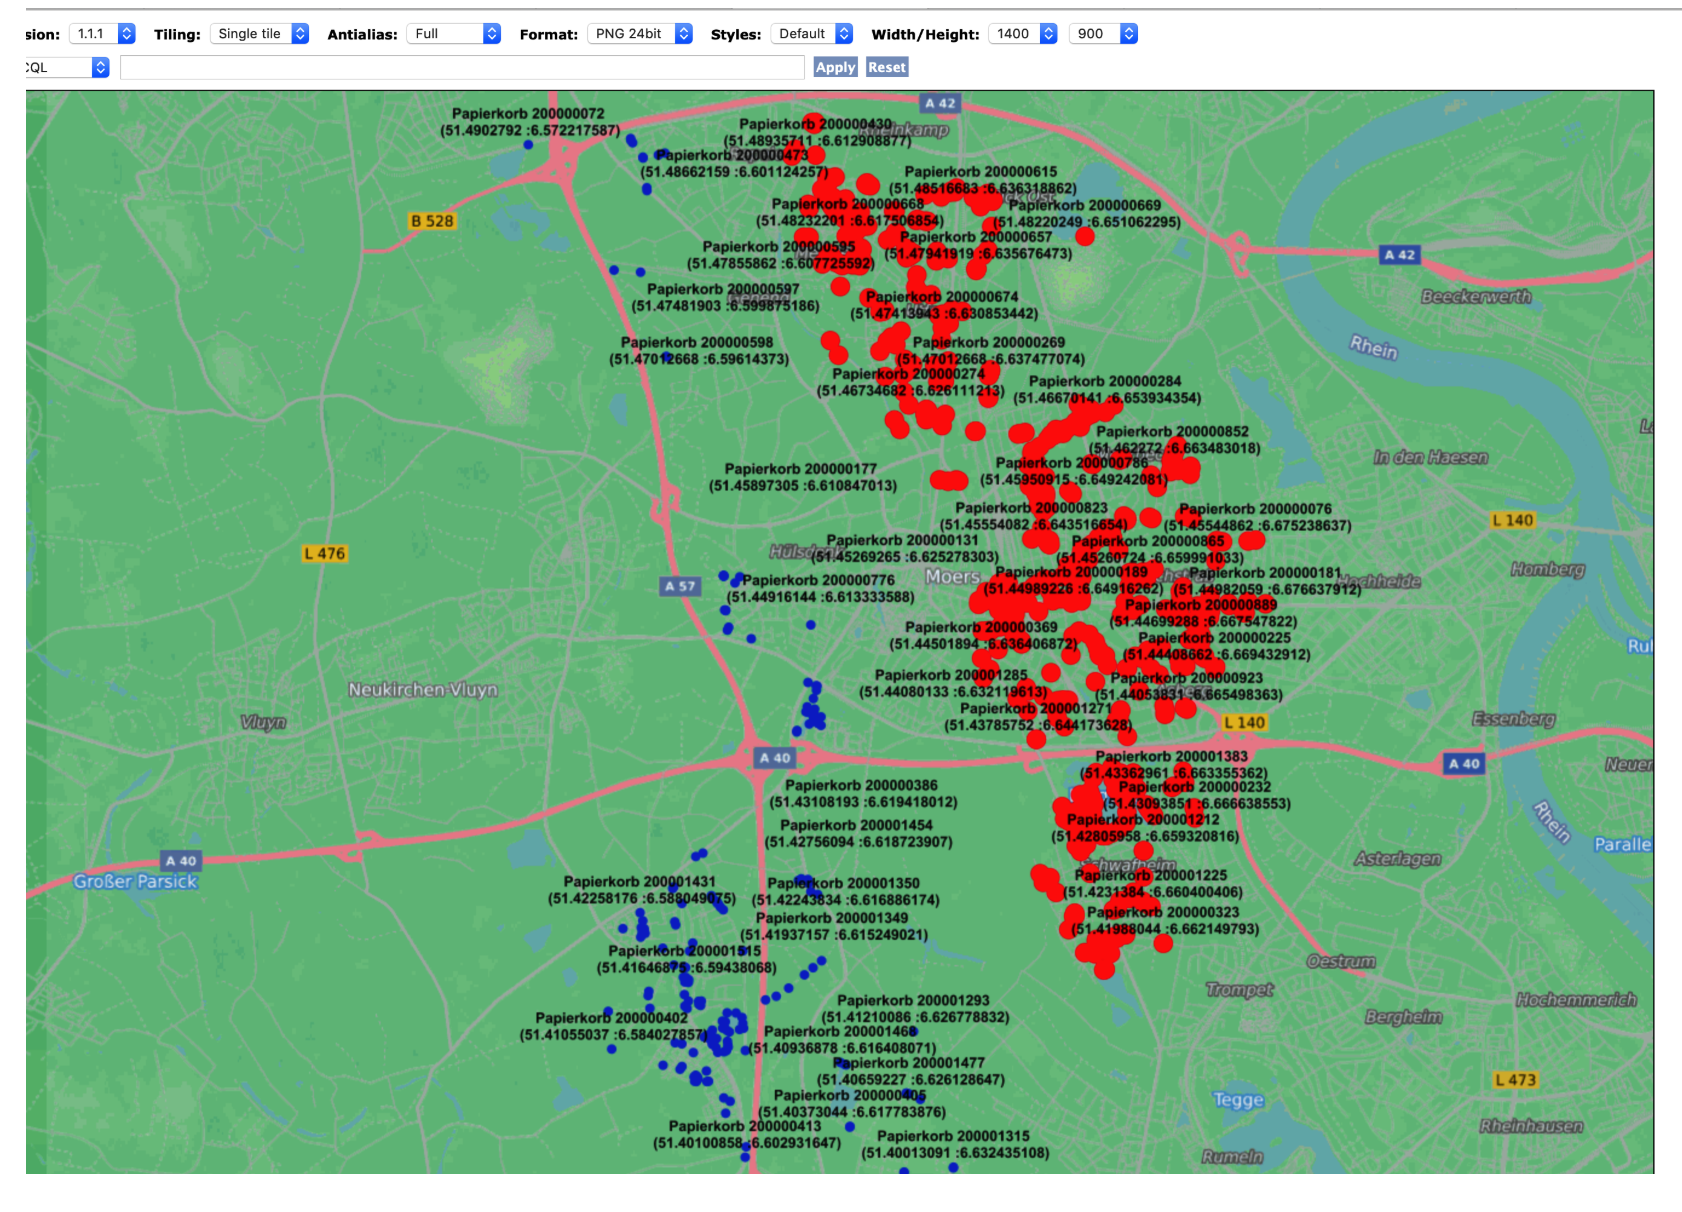 sion: 1.1.1 Tiling: Single tile Antialias: Full Format: PNG 24bit Styles: Default Width/Height: 1400 900
CQL Apply Reset
A 42
Papierkorb 200000072
(51.4902792 :6.572217587)
Papierkorb 200000430
(51.48935711 :6.612908877)
Rheinkamp
Papierkorb 200000473
(51.48662159 :6.601124257)
Papierkorb 200000615
(51.48516683 :6.636318862)
Papierkorb 200000668
(51.48232201 :6.617506854)
Papierkorb 200000669
(51.48220249 :6.651062295)
B 528
Papierkorb 200000595
(51.47855862 :6.607725592)
Papierkorb 200000657
(51.47941919 :6.635676473)
A 42
Papierkorb 200000597
(51.47481903 :6.599875186)
Papierkorb 200000674
(51.47413943 :6.630853442)
Beeckerwerth
Papierkorb 200000598
(51.47012668 :6.59614373)
Papierkorb 200000269
(51.47012668 :6.637477074)
Rhein
Papierkorb 200000274
(51.46734682 :6.626111213)
Papierkorb 200000284
(51.46670141 :6.653934354)
Papierkorb 200000852
(51.462272 :6.663483018)
In den Haesen
Papierkorb 200000177
(51.45897305 :6.610847013)
Papierkorb 200000786
(51.45950915 :6.649242081)
Papierkorb 200000823
(51.45554082 :6.643516654)
Papierkorb 200000076
(51.45544862 :6.675238637)
L 140
L 476
Papierkorb 200000131
(51.45269265 :6.625278303)
Papierkorb 200000865
(51.45260724 :6.659991033)
Homberg
A 57
Papierkorb 200000776
(51.44916144 :6.613333588)
Moers
Papierkorb 200000189
(51.44989226 :6.64916262)
Papierkorb 200000181
(51.44982059 :6.676637912)
Hochheide
Papierkorb 200000889
(51.44699288 :6.667547822)
Papierkorb 200000369
(51.44501894 :6.636406872)
Papierkorb 200000225
(51.44408662 :6.669432912)
Neukirchen-Vluyn
Papierkorb 200001285
(51.44080133 :6.632119613)
Papierkorb 200000923
(51.44053831 :6.665498363)
Vluyn
Papierkorb 200001271
(51.43785752 :6.644173628)
L 140
Essenberg
A 40
Papierkorb 200001383
(51.43362961 :6.663355362)
A 40
Papierkorb 200000386
(51.43108193 :6.619418012)
Papierkorb 200000232
(51.43093851 :6.666638553)
Rhein
Papierkorb 200001454
(51.42756094 :6.618723907)
Papierkorb 200001212
(51.42805958 :6.659320816)
Paralle
A 40
Großer Parsick
Schwafheim
Asterlagen
Papierkorb 200001431
(51.42258176 :6.588049075)
Papierkorb 200001350
(51.42243834 :6.616886174)
Papierkorb 200001225
(51.4231384 :6.660400406)
Papierkorb 200001349
(51.41937157 :6.615249021)
Papierkorb 200000323
(51.41988044 :6.662149793)
Papierkorb 200001515
(51.41646875 :6.59438068)
Oestrum
Trompet
Hochemmerich
Papierkorb 200001293
(51.41210086 :6.626778832)
Bergheim
Papierkorb 200000402
(51.41055037 :6.584027857)
Papierkorb 200001468
(51.40936878 :6.616408071)
Papierkorb 200001477
(51.40659227 :6.626128647)
L 473
Papierkorb 200000405
(51.40373044 :6.617783876)
Tegge
Papierkorb 200000413
(51.40100858 :6.602931647)
Rheinhausen
Papierkorb 200001315
(51.40013091 :6.632435108)
Rumeln